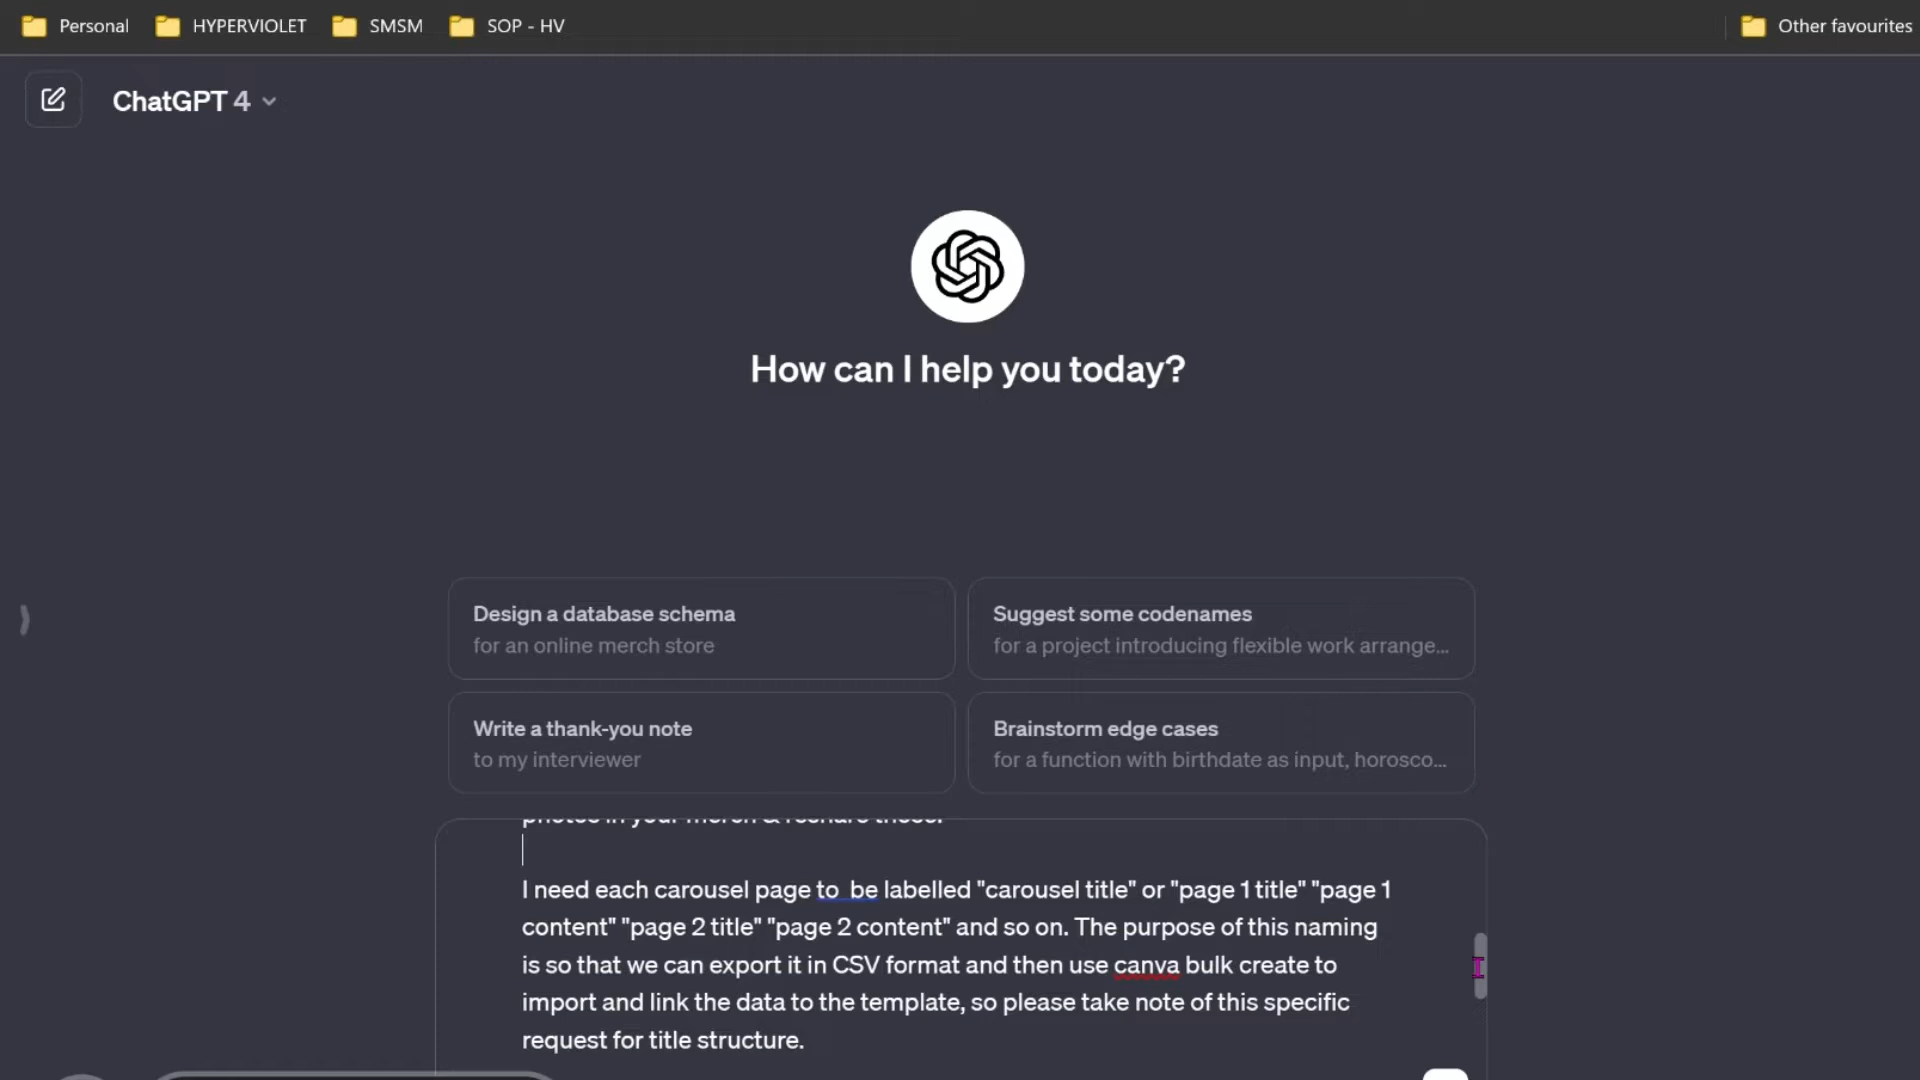 Personal
HYPERVIOLET
SMSM
SOP - HV
Other favourites
ChatGPT 4
How can I help you today?
Design a database schema
for an online merch store
Suggest some codenames
for a project introducing flexible work arrange...
Write a thank-you note
to my interviewer
Brainstorm edge cases
for a function with birthdate as input, horosco...
photos in your merch & reshare these.
I need each carousel page to  be labelled "carousel title" or "page 1 title" "page 1
content" "page 2 title" "page 2 content" and so on. The purpose of this naming
is so that we can export it in CSV format and then use canva bulk create to
import and link the data to the template, so please take note of this specific
request for title structure.